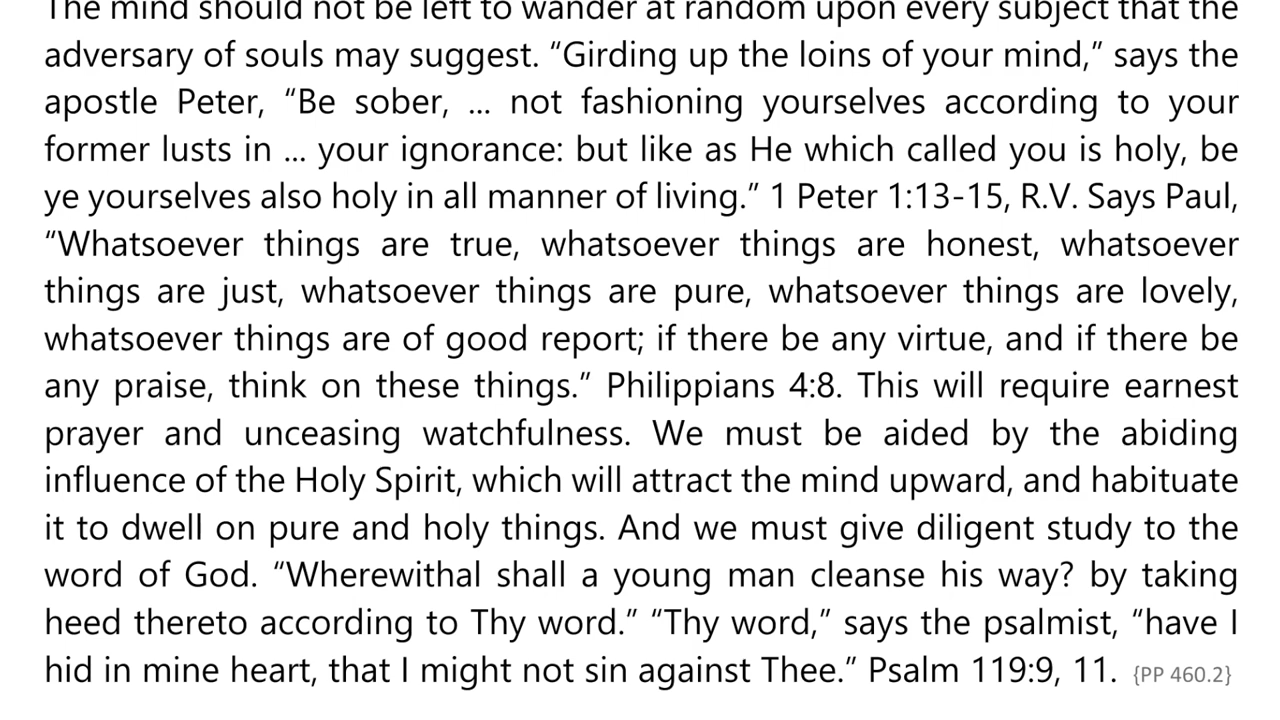 The mind should not be left to wander at random upon every subject that the
adversary of souls may suggest. “Girding up the loins of your mind,” says the
apostle Peter, “Be sober, ... not fashioning yourselves according to your
former lusts in ... your ignorance: but like as He which called you is holy, be
ye yourselves also holy in all manner of living.” 1 Peter 1:13-15, R.V. Says Paul,
“Whatsoever things are true, whatsoever things are honest, whatsoever
things are just, whatsoever things are pure, whatsoever things are lovely,
whatsoever things are of good report; if there be any virtue, and if there be
any praise, think on these things.” Philippians 4:8. This will require earnest
prayer and unceasing watchfulness. We must be aided by the abiding
influence of the Holy Spirit, which will attract the mind upward, and habituate
it to dwell on pure and holy things. And we must give diligent study to the
word of God. “Wherewithal shall a young man cleanse his way? by taking
heed thereto according to Thy word.” “Thy word,” says the psalmist, “have I
hid in mine heart, that I might not sin against Thee.” Psalm 119:9, 11. {PP 460.2}